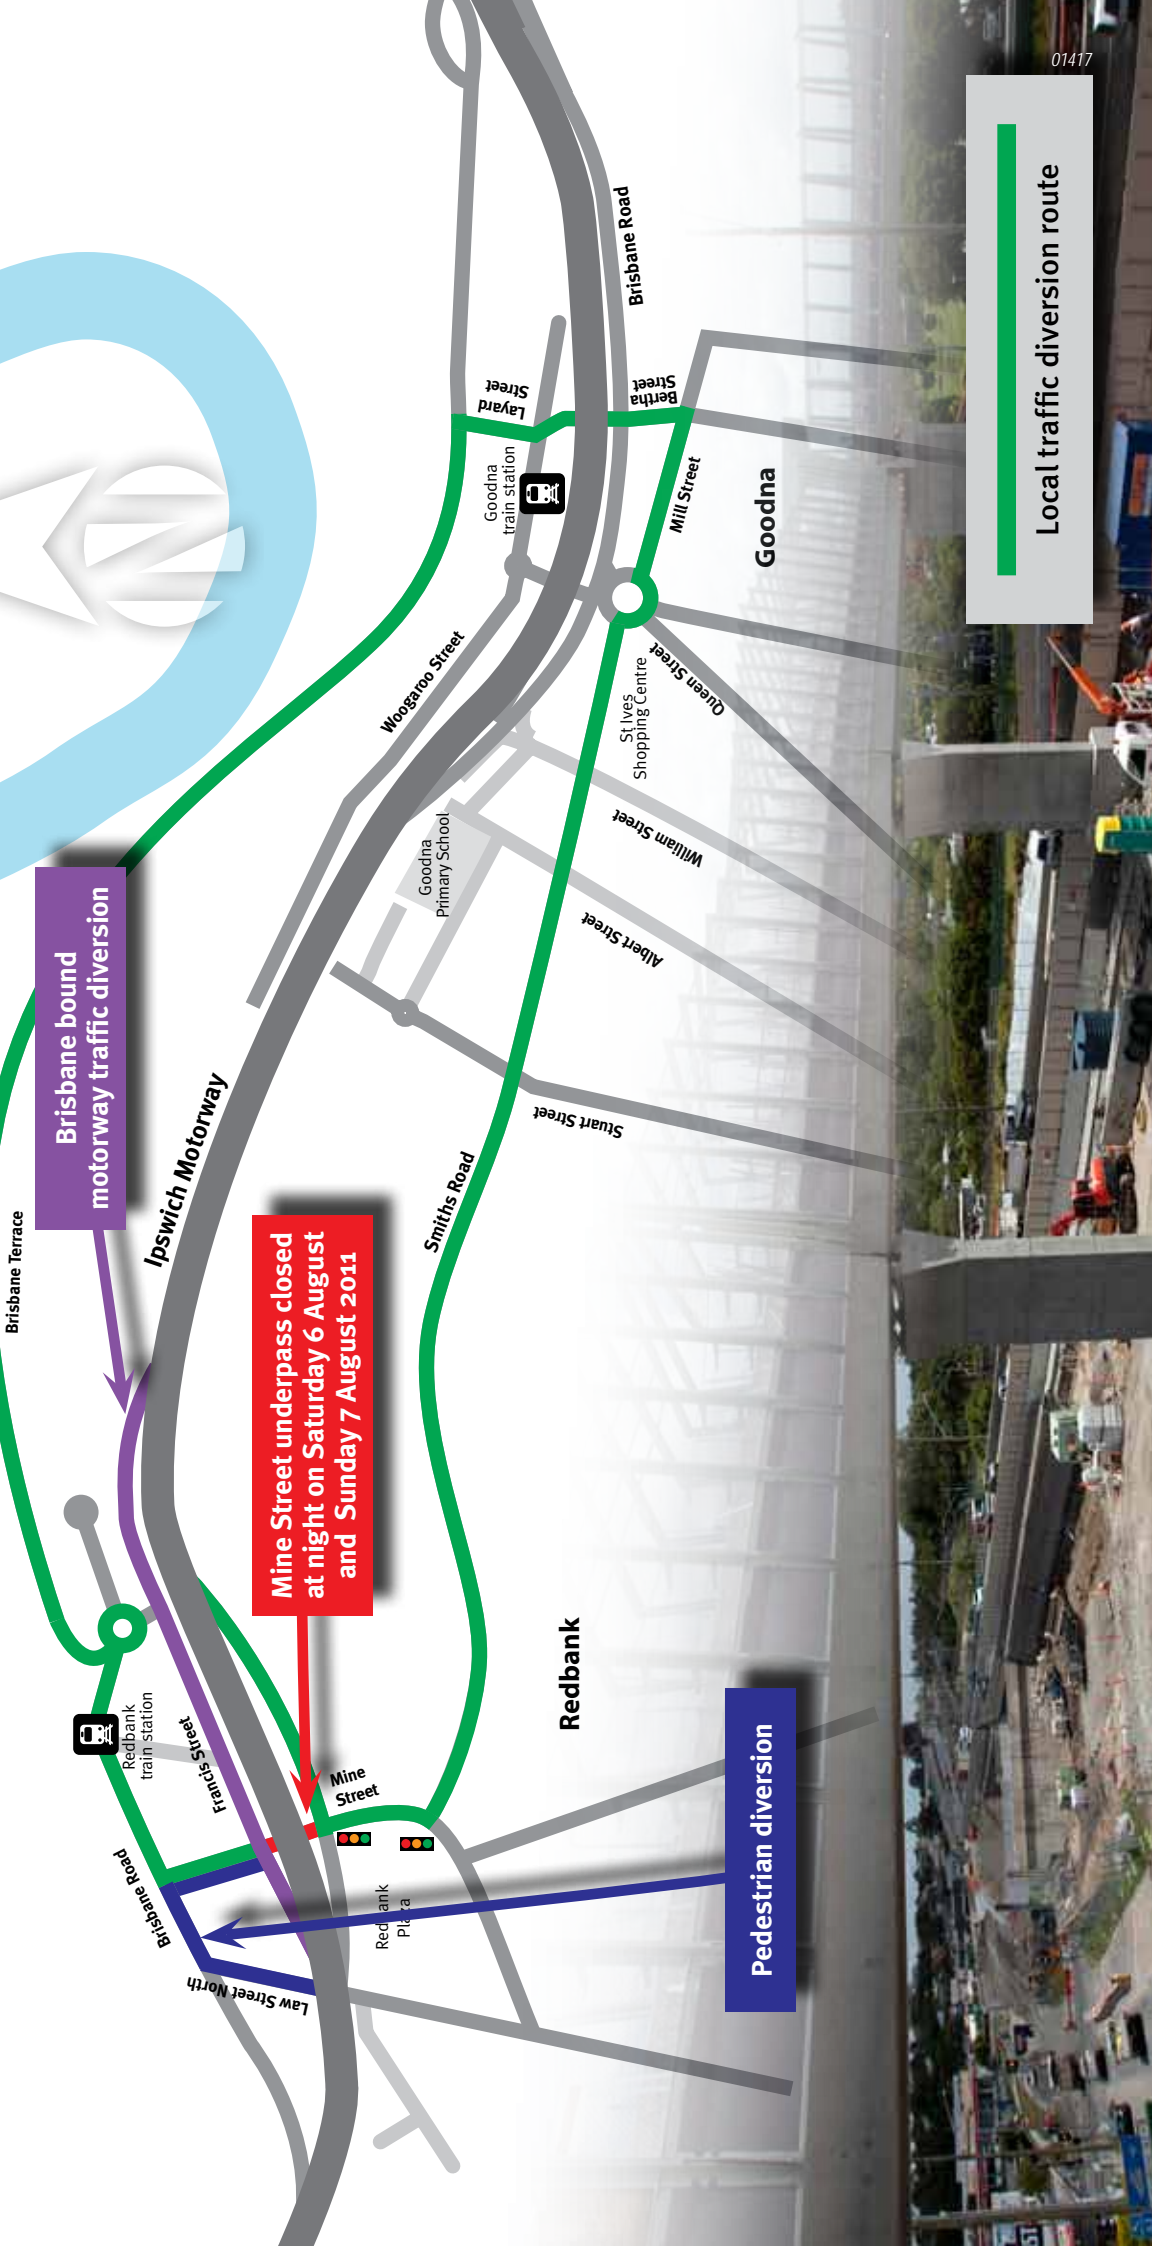 01417
Local traffic diversion route
Brisbane Road
Layard
Street
Bertha
Street
Goodna
train station
Mill Street
Goodna
Woogaroo Street
Queen Street
St Ives
Shopping Centre
Goodna
Primary School
William Street
Albert Street
Stuart Street
Brisbane bound
motorway traffic diversion
Ipswich Motorway
Smiths Road
Brisbane Terrace
Mine Street underpass closed
at night on Saturday 6 August
and Sunday 7 August 2011
Redbank
Redbank
train station
Francis Street
Mine
Street
Brisbane Road
Redbank
Plaza
Law Street North
Pedestrian diversion
N